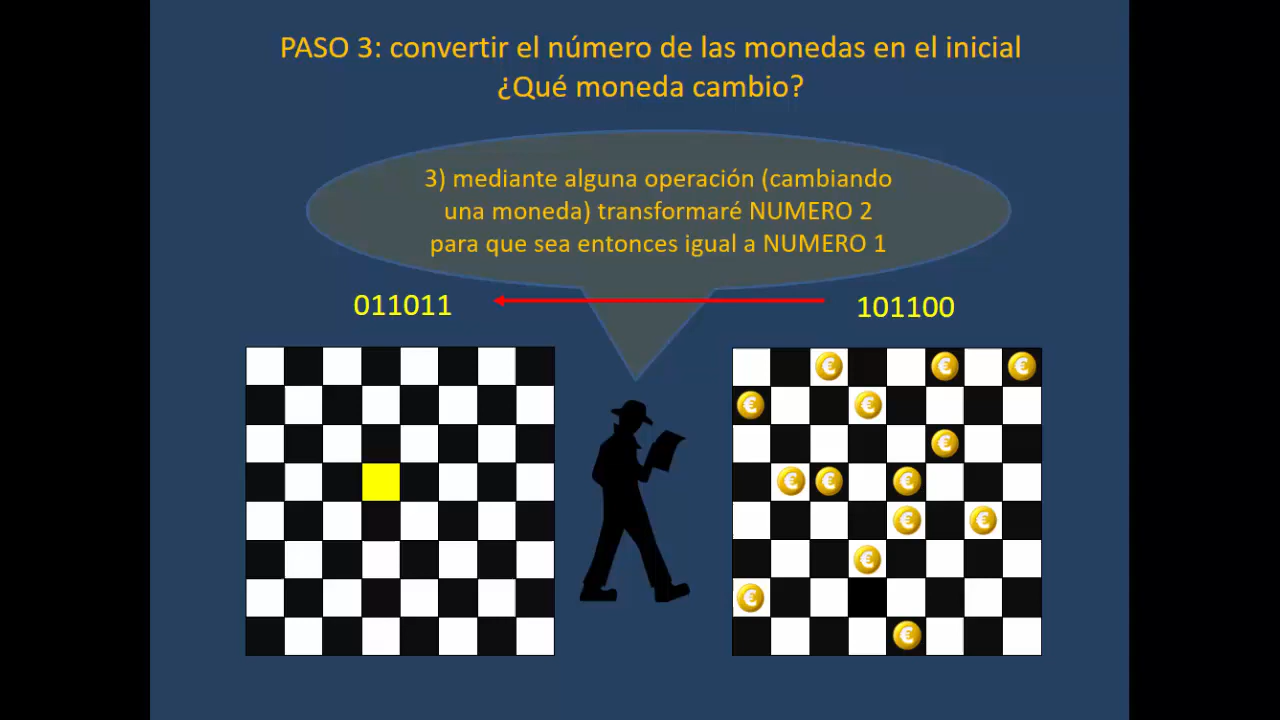 PASO 3: convertir el número de las monedas en el inicial
¿Qué moneda cambio?
3) mediante alguna operación (cambiando
una moneda) transformaré NUMERO 2
para que sea entonces igual a NUMERO 1
011011
101100